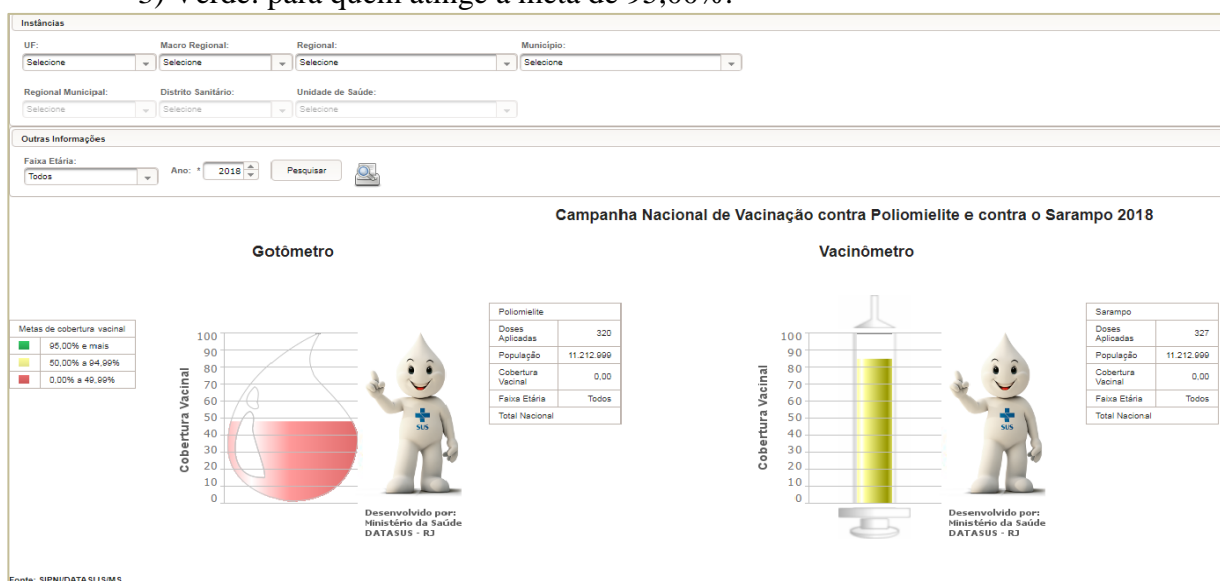 3) Verde: para quem atinge a meta de 95,00%.
Instâncias
UF: Macro Regional: Regional: Município:
Selecione Selecione Selecione Selecione
Regional Municipal: Distrito Sanitário: Unidade de Saúde:
Selecione Selecione Selecione
Outras Informações
Faixa Etária:
Todos Ano: * 2018 Pesquisar
Campanha Nacional de Vacinação contra Poliomielite e contra o Sarampo 2018
Gotômetro
Metas de cobertura vacinal
95,00% e mais
50,00% a 94,99%
0,00% a 49,99%
Cobertura Vacinal
100
90
80
70
60
50
40
30
20
10
0
SUS
Desenvolvido por:
Ministério da Saúde
DATASUS - RJ
Poliomielite
Doses Aplicadas 320
População 11.212.999
Cobertura Vacinal 0,00
Faixa Etária Todos
Total Nacional
Vacinômetro
Cobertura Vacinal
100
90
80
70
60
50
40
30
20
10
0
SUS
Desenvolvido por:
Ministério da Saúde
DATASUS - RJ
Sarampo
Doses Aplicadas 327
População 11.212.999
Cobertura Vacinal 0,00
Faixa Etária Todos
Total Nacional
Fonte: SIPNI/DATASUS/MS